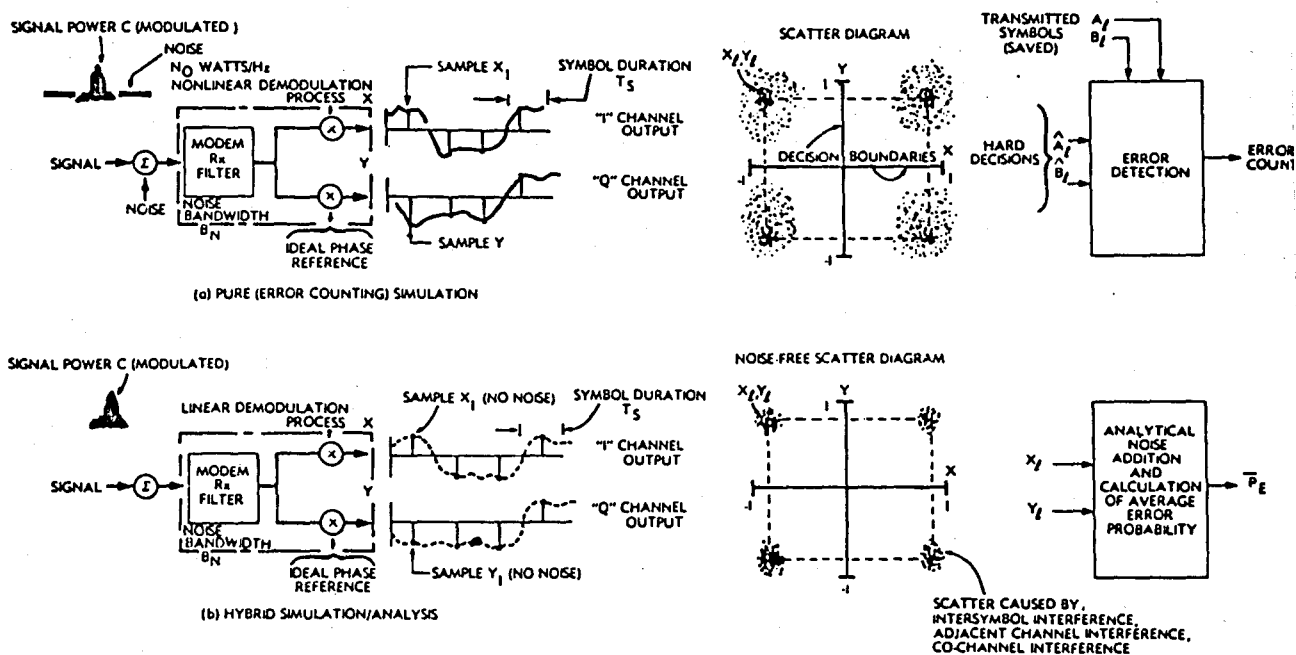 SIGNAL POWER C (MODULATED )
NOISE
N0 WATTS/Hz
NONLINEAR DEMODULATION
PROCESS X
SIGNAL
Σ
NOISE
MODEM
Rx
FILTER
NOISE
BANDWIDTH
BN
X
X
Y
IDEAL PHASE
REFERENCE
SAMPLE X1
SYMBOL DURATION
TS
"I" CHANNEL
OUTPUT
"Q" CHANNEL
OUTPUT
SAMPLE Y
(a) PURE (ERROR COUNTING) SIMULATION
SCATTER DIAGRAM
Xℓ,Yℓ
Y
1
X
DECISION BOUNDARIES
-1
1
-1
TRANSMITTED
SYMBOLS
(SAVED)
Aℓ
Bℓ
HARD
DECISIONS
Âℓ
B̂ℓ
ERROR
DETECTION
ERROR
COUNT
SIGNAL POWER C (MODULATED)
LINEAR DEMODULATION
PROCESS X
SIGNAL
Σ
MODEM
Rx
FILTER
NOISE
BANDWIDTH
BN
X
X
Y
IDEAL PHASE
REFERENCE
SAMPLE X1 (NO NOISE)
SYMBOL DURATION
TS
"I" CHANNEL
OUTPUT
"Q" CHANNEL
OUTPUT
SAMPLE Y1 (NO NOISE)
(b) HYBRID SIMULATION/ANALYSIS
NOISE-FREE SCATTER DIAGRAM
Xℓ,Yℓ
Y
1
X
-1
1
-1
SCATTER CAUSED BY,
INTERSYMBOL INTERFERENCE,
ADJACENT CHANNEL INTERFERENCE,
CO-CHANNEL INTERFERENCE
Xℓ
Yℓ
ANALYTICAL
NOISE
ADDITION
AND
CALCULATION
OF AVERAGE
ERROR
PROBABILITY
P̅E